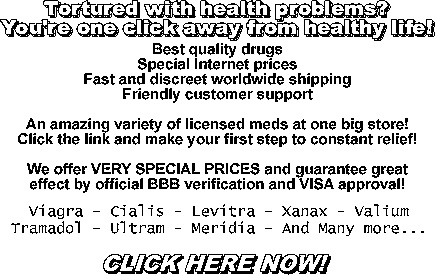 Tortured with health problems?
You're one click away from healthy life!
Best quality drugs
Special Internet prices
Fast and discreet worldwide shipping
Friendly customer support
An amazing variety of licensed meds at one big store!
Click the link and make your first step to constant relief!
We offer VERY SPECIAL PRICES and guarantee great
effect by official BBB verification and VISA approval!
Viagra - Cialis - Levitra - Xanax - Valium
Tramadol - Ultram - Meridia - And Many more...
CLICK HERE NOW!